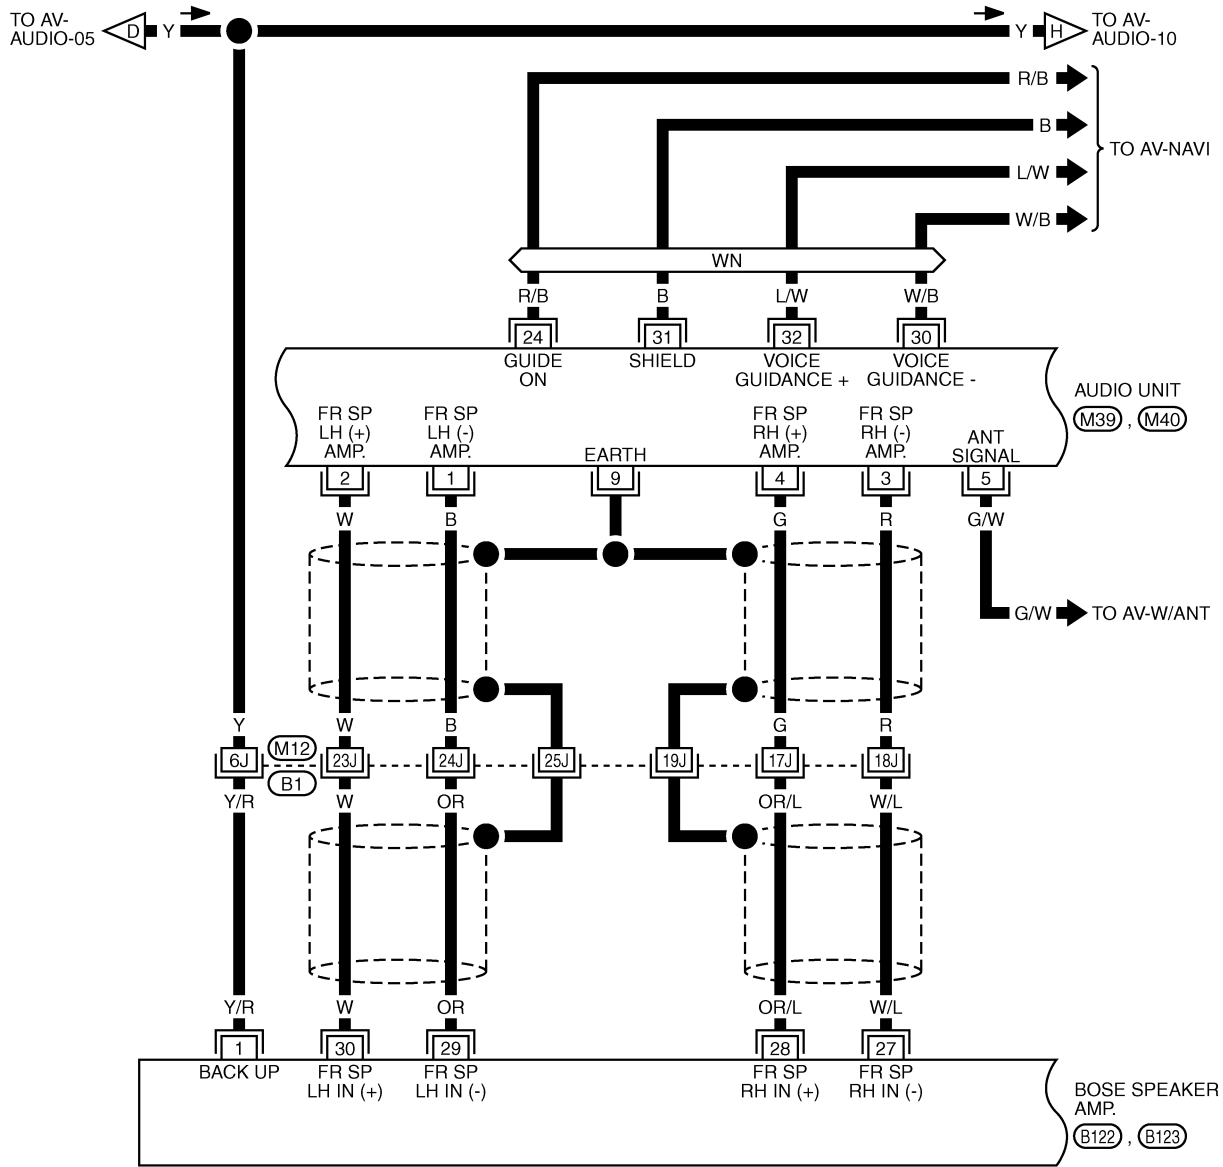 TO AV-
AUDIO-05
D
Y
Y
H
TO AV-
AUDIO-10
R/B
B
TO AV-NAVI
L/W
W/B
WN
R/B
B
L/W
W/B
24
31
32
30
GUIDE
ON
SHIELD
VOICE
GUIDANCE +
VOICE
GUIDANCE -
AUDIO UNIT
M39 , M40
FR SP
LH (+)
AMP.
FR SP
LH (-)
AMP.
EARTH
FR SP
RH (+)
AMP.
FR SP
RH (-)
AMP.
ANT
SIGNAL
2
1
9
4
3
5
W
B
G
R
G/W
G/W
TO AV-W/ANT
Y
W
B
G
R
6J
M12
23J
24J
25J
19J
17J
18J
B1
Y/R
W
OR
OR/L
W/L
Y/R
W
OR
OR/L
W/L
1
30
29
28
27
BACK UP
FR SP
LH IN (+)
FR SP
LH IN (-)
FR SP
RH IN (+)
FR SP
RH IN (-)
BOSE SPEAKER
AMP.
B122 , B123